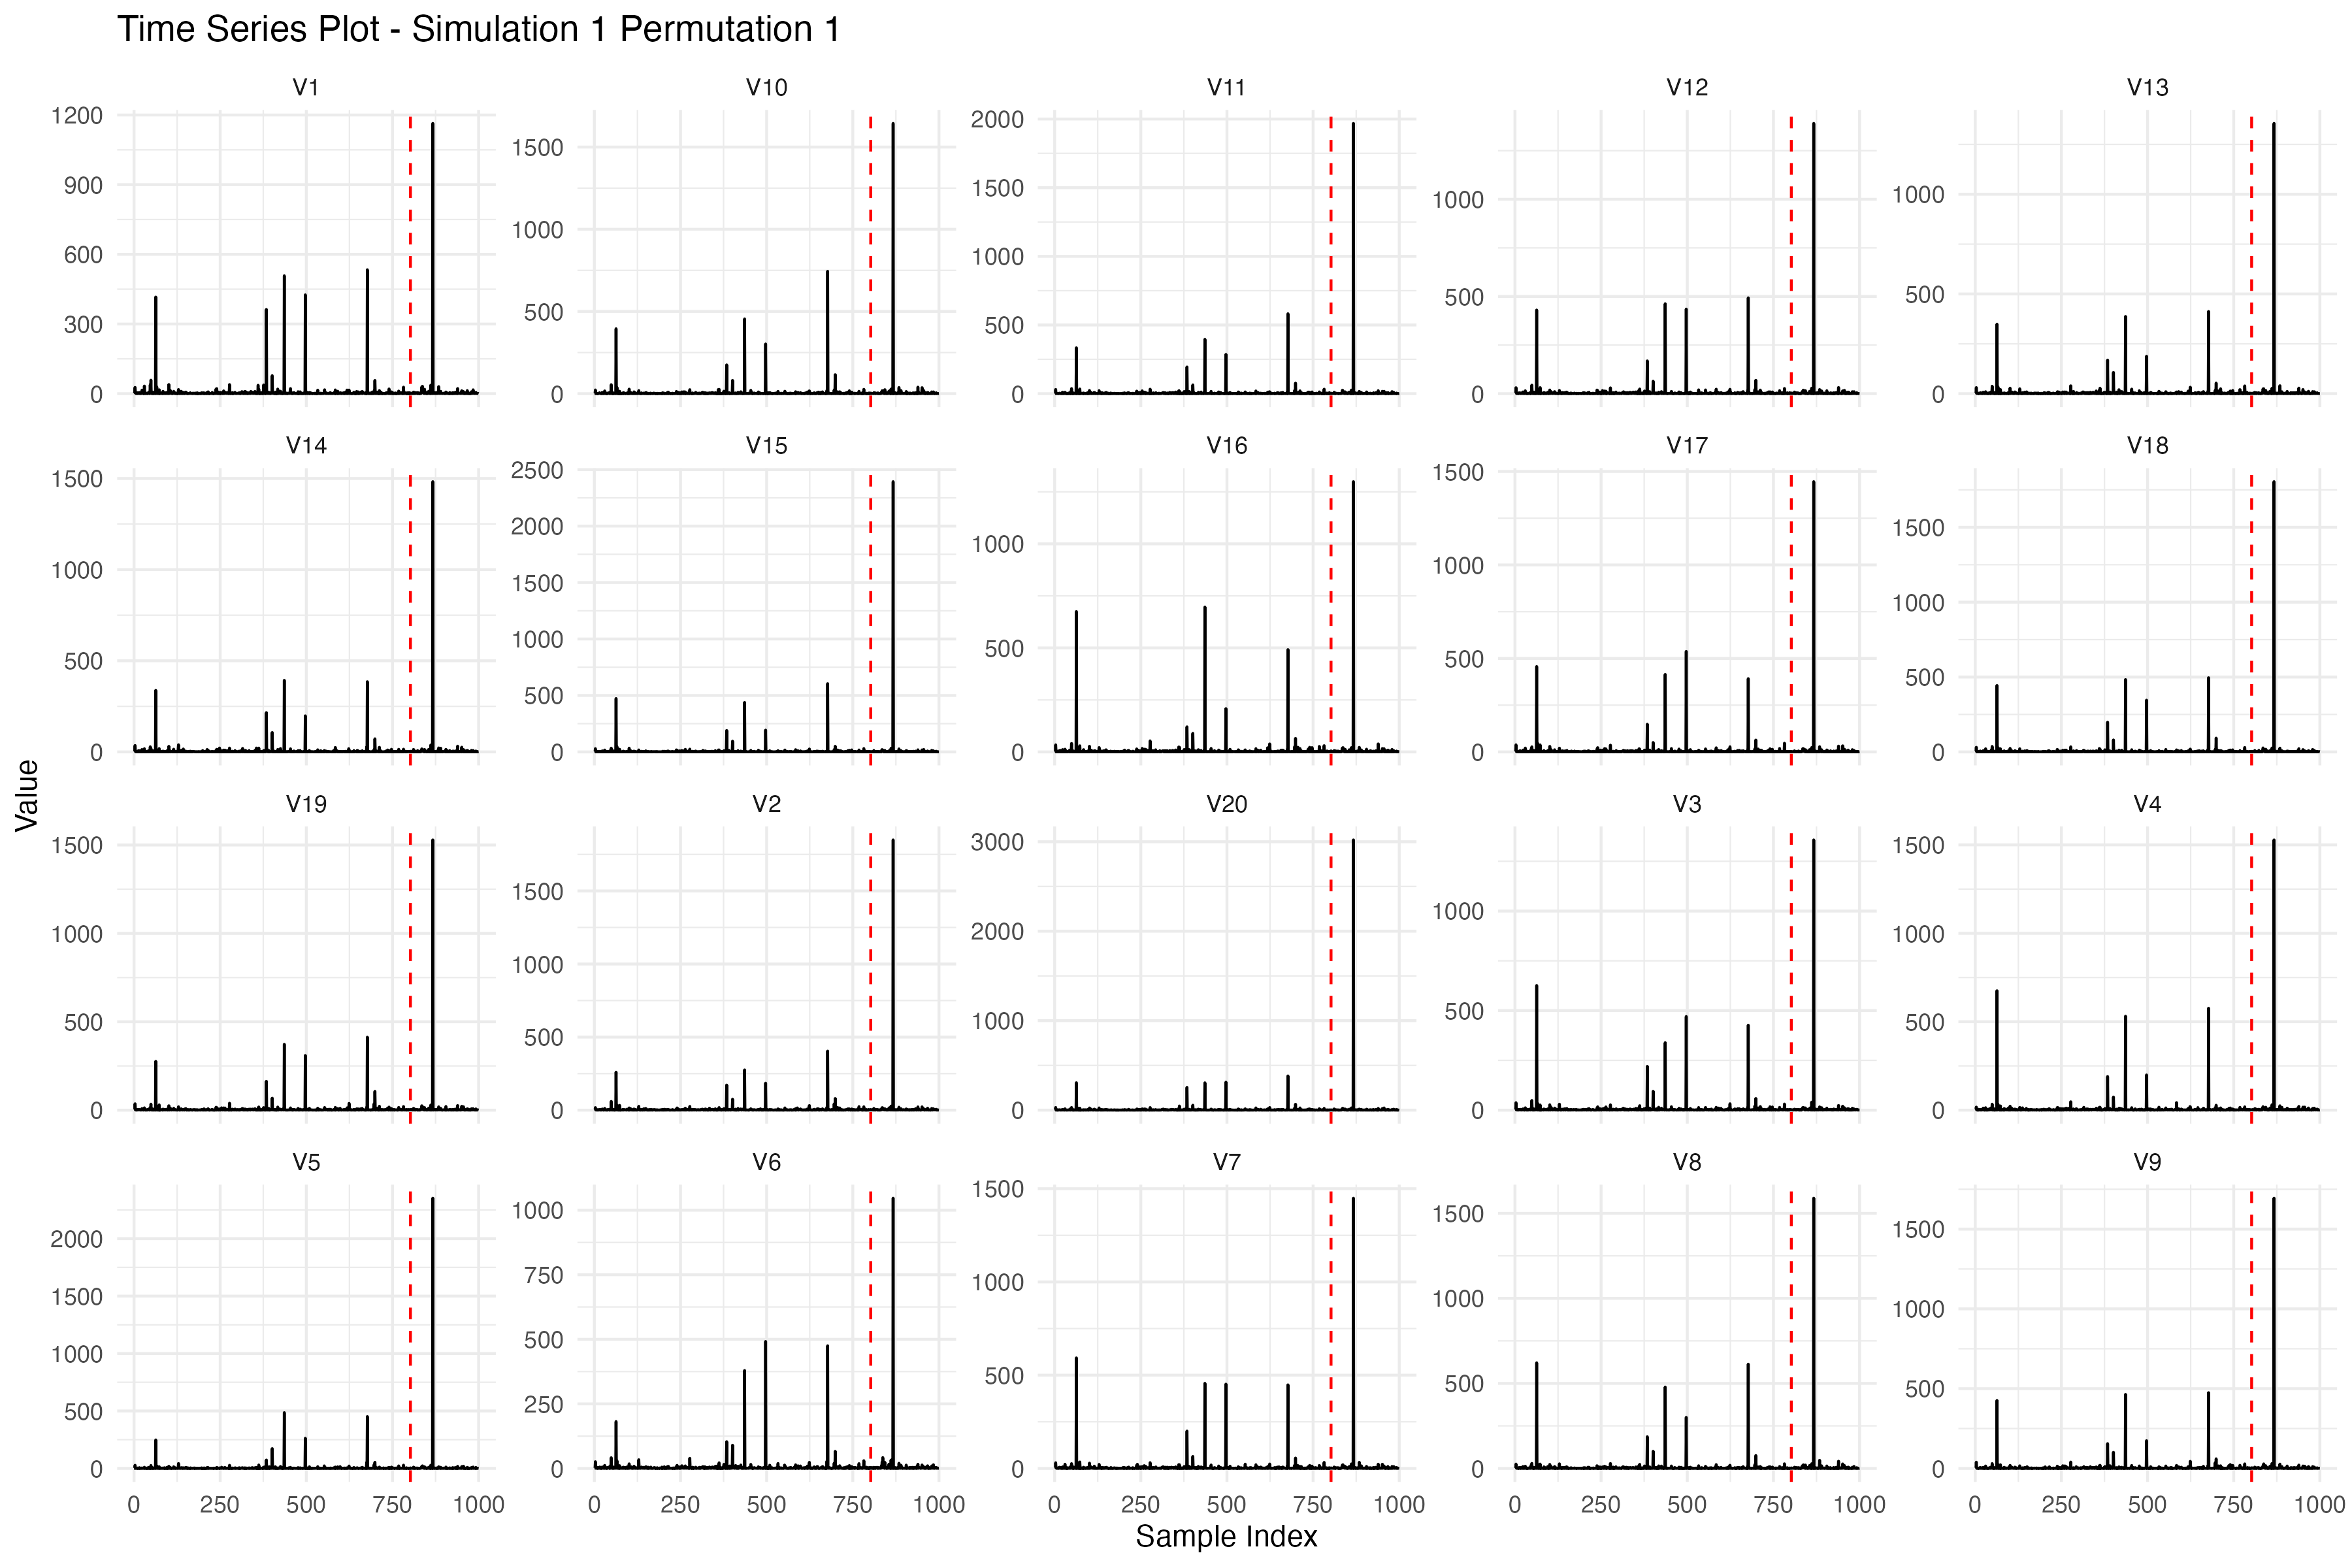 Time Series Plot - Simulation 1 Permutation 1
V1 V10 V11 V12 V13
1200 900 600 300 0
1500 1000 500 0
2000 1500 1000 500 0
1000 500 0
1000 500 0
V14 V15 V16 V17 V18
1500 1000 500 0
2500 2000 1500 1000 500 0
1000 500 0
1500 1000 500 0
1500 1000 500 0
Value
V19 V2 V20 V3 V4
1500 1000 500 0
1500 1000 500 0
3000 2000 1000 0
1000 500 0
1500 1000 500 0
V5 V6 V7 V8 V9
2000 1500 1000 500 0
1000 750 500 250 0
1500 1000 500 0
1500 1000 500 0
1500 1000 500 0
0 250 500 750 1000 0 250 500 750 1000 0 250 500 750 1000 0 250 500 750 1000 0 250 500 750 1000
Sample Index